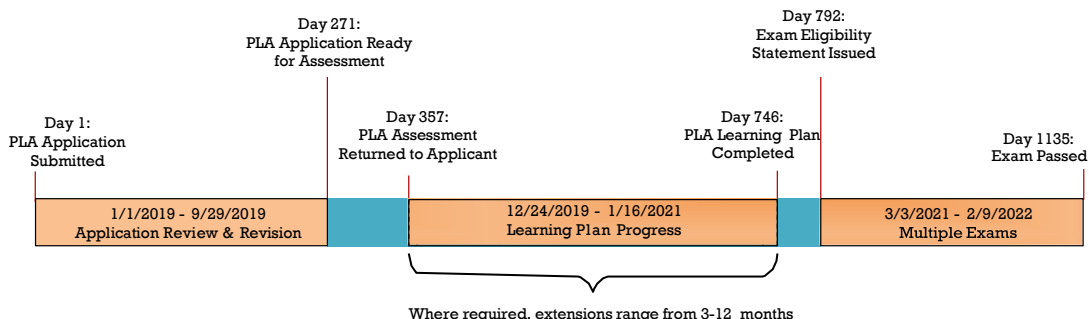 Day 1:
PLA Application
Submitted
Day 271:
PLA Application Ready
for Assessment
Day 357:
PLA Assessment
Returned to Applicant
Day 746:
PLA Learning Plan
Completed
Day 792:
Exam Eligibility
Statement Issued
Day 1135:
Exam Passed
1/1/2019 - 9/29/2019
Application Review & Revision
12/24/2019 - 1/16/2021
Learning Plan Progress
3/3/2021 - 2/9/2022
Multiple Exams
Where required, extensions range from 3-12 months